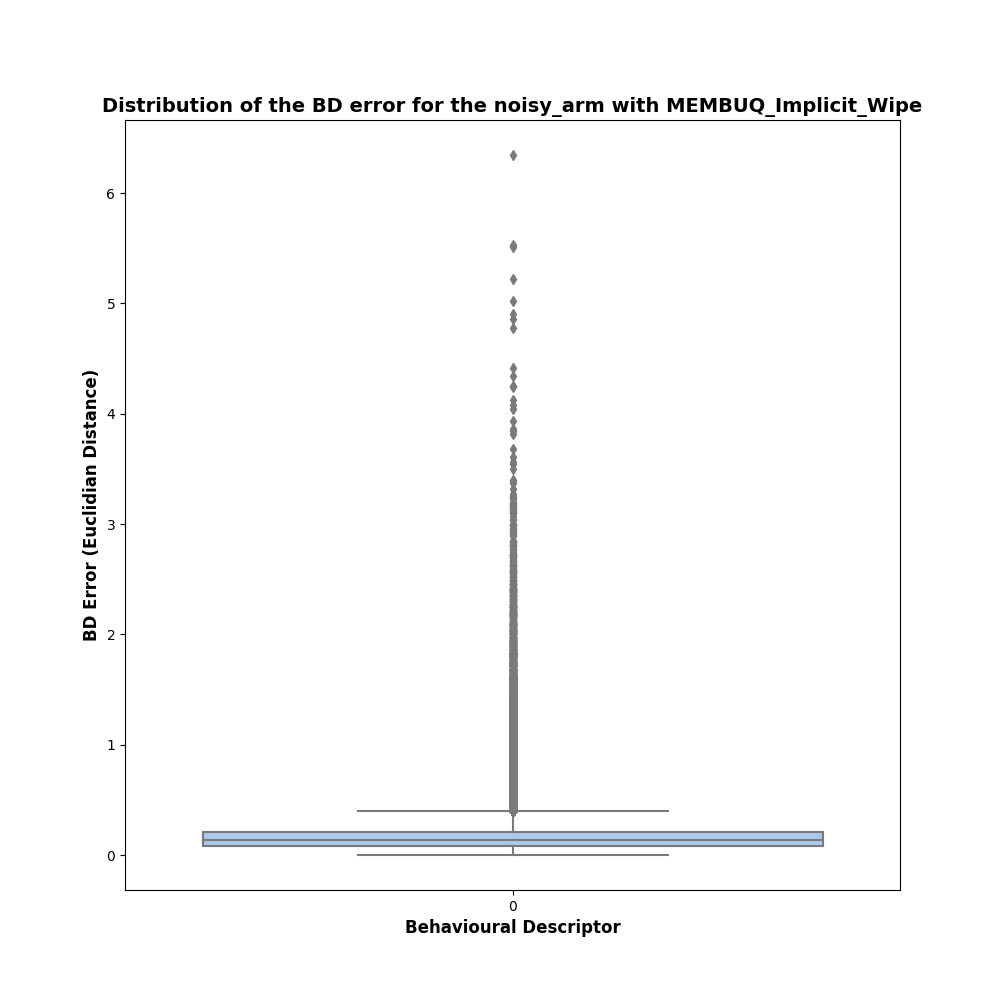 Distribution of the BD error for the noisy_arm with MEMBUQ_Implicit_Wipe
6
5
4
3
2
1
0
BD Error (Euclidian Distance)
0
Behavioural Descriptor